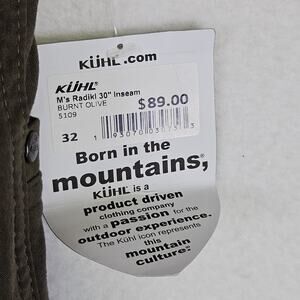 KÜHL.com
KÜHL®
M's Radikl 30" Inseam
BURNT OLIVE
5109
$89.00
32
Born in the
mountains,
KÜHL is a
product driven
clothing company
with a passion for the
outdoor experience.
The Kühl icon represents
this
mountain
culture.